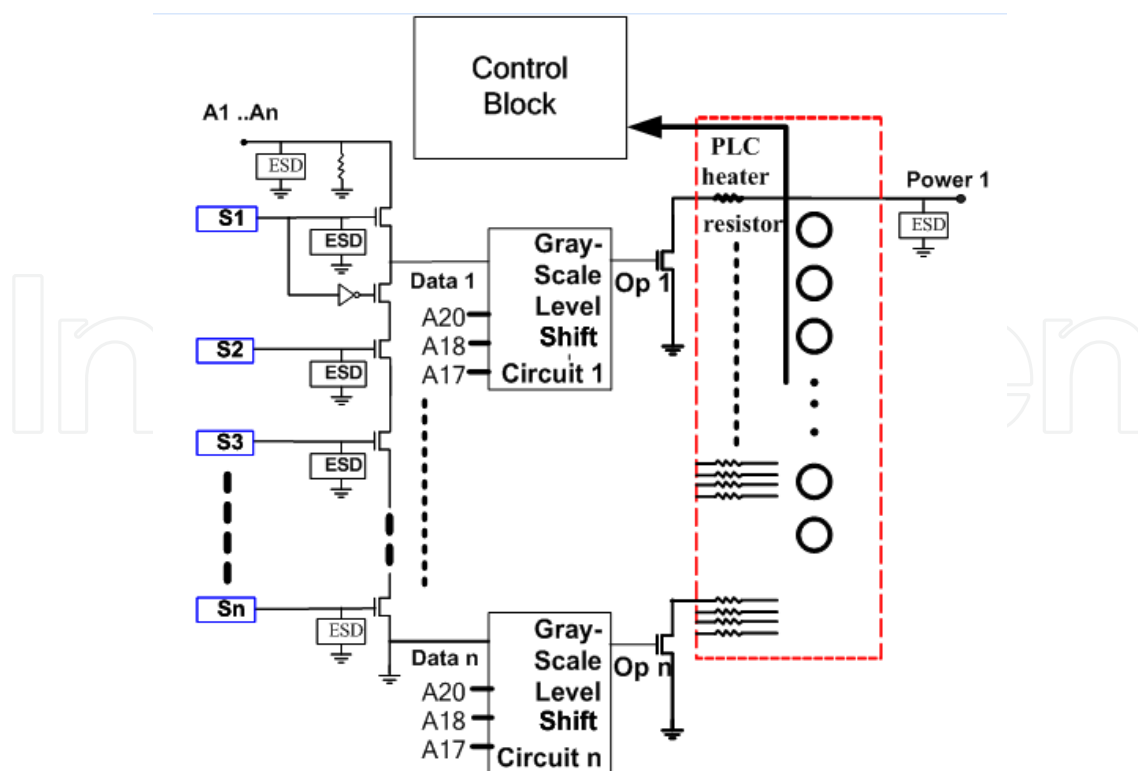 Control
Block
A1 ..An
ESD
PLC
heater
resistor
Power 1
ESD
S1
ESD
Data 1
A20
A18
A17
Gray-
Scale
Level
Shift
Circuit 1
Op 1
S2
ESD
S3
ESD
Sn
ESD
Data n
A20
A18
A17
Gray-
Scale
Level
Shift
Circuit n
Op n